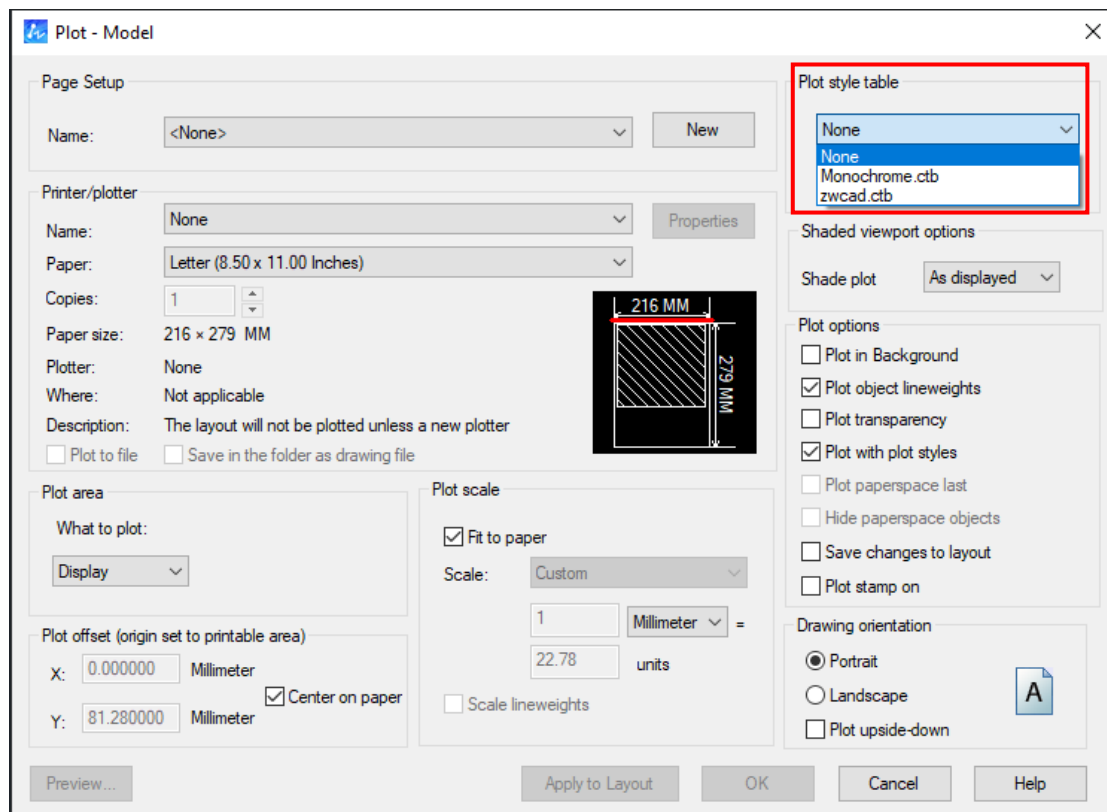 Plot - Model
Page Setup
Name: <None> New
Printer/plotter
Name: None Properties
Paper: Letter (8.50 x 11.00 Inches)
Copies: 1
Paper size: 216 × 279 MM
Plotter: None
Where: Not applicable
Description: The layout will not be plotted unless a new plotter
Plot to file Save in the folder as drawing file
216 MM
279 MM
Plot area
What to plot:
Display
Plot offset (origin set to printable area)
X: 0.000000 Millimeter
Center on paper
Y: 81.280000 Millimeter
Plot scale
Fit to paper
Scale: Custom
1 Millimeter =
22.78 units
Scale lineweights
Plot style table
None
None
Monochrome.ctb
zwcad.ctb
Shaded viewport options
Shade plot As displayed
Plot options
Plot in Background
Plot object lineweights
Plot transparency
Plot with plot styles
Plot paperspace last
Hide paperspace objects
Save changes to layout
Plot stamp on
Drawing orientation
Portrait
Landscape
A
Plot upside-down
Preview... Apply to Layout OK Cancel Help